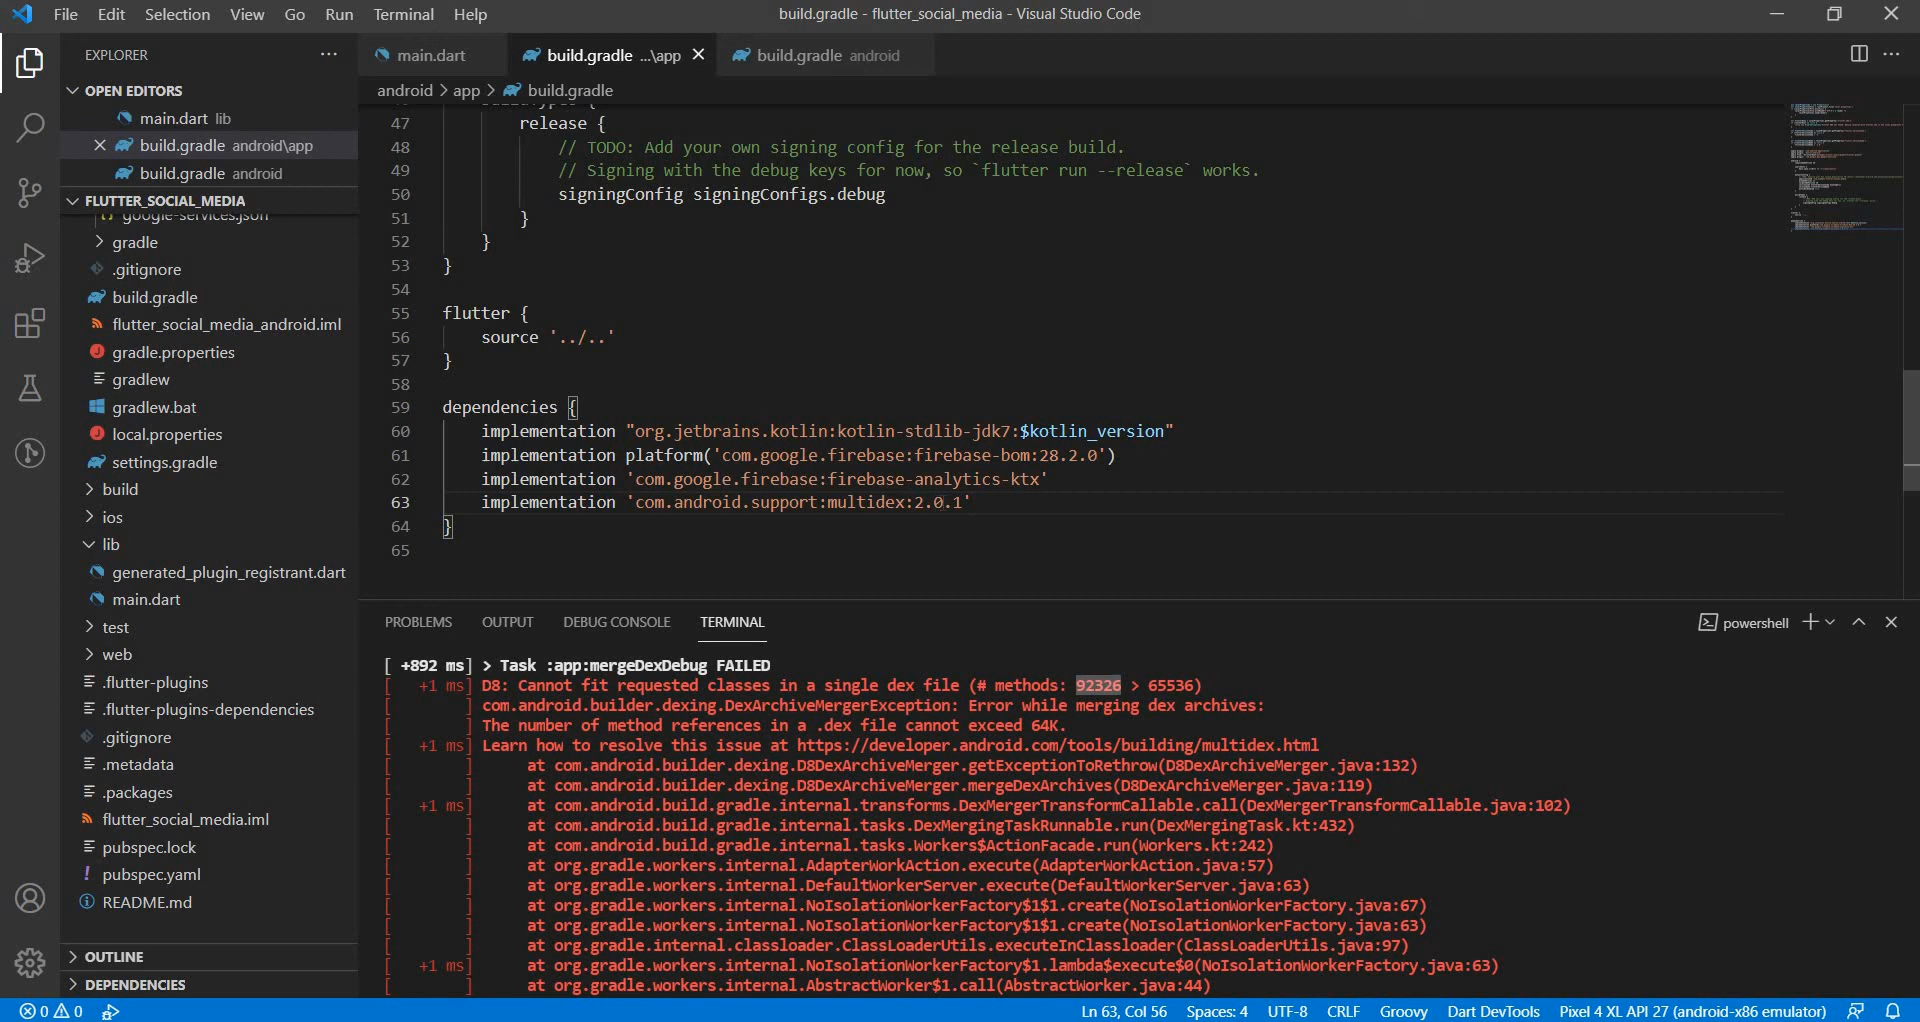 File Edit Selection View Go Run Terminal Help
build.gradle - flutter_social_media - Visual Studio Code
EXPLORER
OPEN EDITORS
main.dart lib
build.gradle android\app
build.gradle android
FLUTTER_SOCIAL_MEDIA
google-services.json
gradle
.gitignore
build.gradle
flutter_social_media_android.iml
gradle.properties
gradlew
gradlew.bat
local.properties
settings.gradle
build
ios
lib
generated_plugin_registrant.dart
main.dart
test
web
.flutter-plugins
.flutter-plugins-dependencies
.gitignore
.metadata
.packages
flutter_social_media.iml
pubspec.lock
pubspec.yaml
README.md
OUTLINE
DEPENDENCIES
main.dart
build.gradle ...\app
build.gradle android
android > app > build.gradle
47 release {
48 // TODO: Add your own signing config for the release build.
49 // Signing with the debug keys for now, so `flutter run --release` works.
50 signingConfig signingConfigs.debug
51 }
52 }
53 }
54
55 flutter {
56 source '../..'
57 }
58
59 dependencies {
60 implementation "org.jetbrains.kotlin:kotlin-stdlib-jdk7:$kotlin_version"
61 implementation platform('com.google.firebase:firebase-bom:28.2.0')
62 implementation 'com.google.firebase:firebase-analytics-ktx'
63 implementation 'com.android.support:multidex:2.0.1'
64 }
65
PROBLEMS OUTPUT DEBUG CONSOLE TERMINAL
powershell
[ +892 ms] > Task :app:mergeDexDebug FAILED
[ +1 ms] D8: Cannot fit requested classes in a single dex file (# methods: 92326 > 65536)
[ ] com.android.builder.dexing.DexArchiveMergerException: Error while merging dex archives:
[ ] The number of method references in a .dex file cannot exceed 64K.
[ +1 ms] Learn how to resolve this issue at https://developer.android.com/tools/building/multidex.html
[ ] at com.android.builder.dexing.D8DexArchiveMerger.getExceptionToRethrow(D8DexArchiveMerger.java:132)
[ ] at com.android.builder.dexing.D8DexArchiveMerger.mergeDexArchives(D8DexArchiveMerger.java:119)
[ +1 ms] at com.android.build.gradle.internal.transforms.DexMergerTransformCallable.call(DexMergerTransformCallable.java:102)
[ ] at com.android.build.gradle.internal.tasks.DexMergingTaskRunnable.run(DexMergingTask.kt:432)
[ ] at com.android.build.gradle.internal.tasks.Workers$ActionFacade.run(Workers.kt:242)
[ ] at org.gradle.workers.internal.AdapterWorkAction.execute(AdapterWorkAction.java:57)
[ ] at org.gradle.workers.internal.DefaultWorkerServer.execute(DefaultWorkerServer.java:63)
[ ] at org.gradle.workers.internal.NoIsolationWorkerFactory$1$1.create(NoIsolationWorkerFactory.java:67)
[ ] at org.gradle.workers.internal.NoIsolationWorkerFactory$1$1.create(NoIsolationWorkerFactory.java:63)
[ ] at org.gradle.internal.classloader.ClassLoaderUtils.executeInClassloader(ClassLoaderUtils.java:97)
[ +1 ms] at org.gradle.workers.internal.NoIsolationWorkerFactory$1.lambda$execute$0(NoIsolationWorkerFactory.java:63)
[ ] at org.gradle.workers.internal.AbstractWorker$1.call(AbstractWorker.java:44)
0 0
Ln 63, Col 56 Spaces: 4 UTF-8 CRLF Groovy Dart DevTools Pixel 4 XL API 27 (android-x86 emulator)